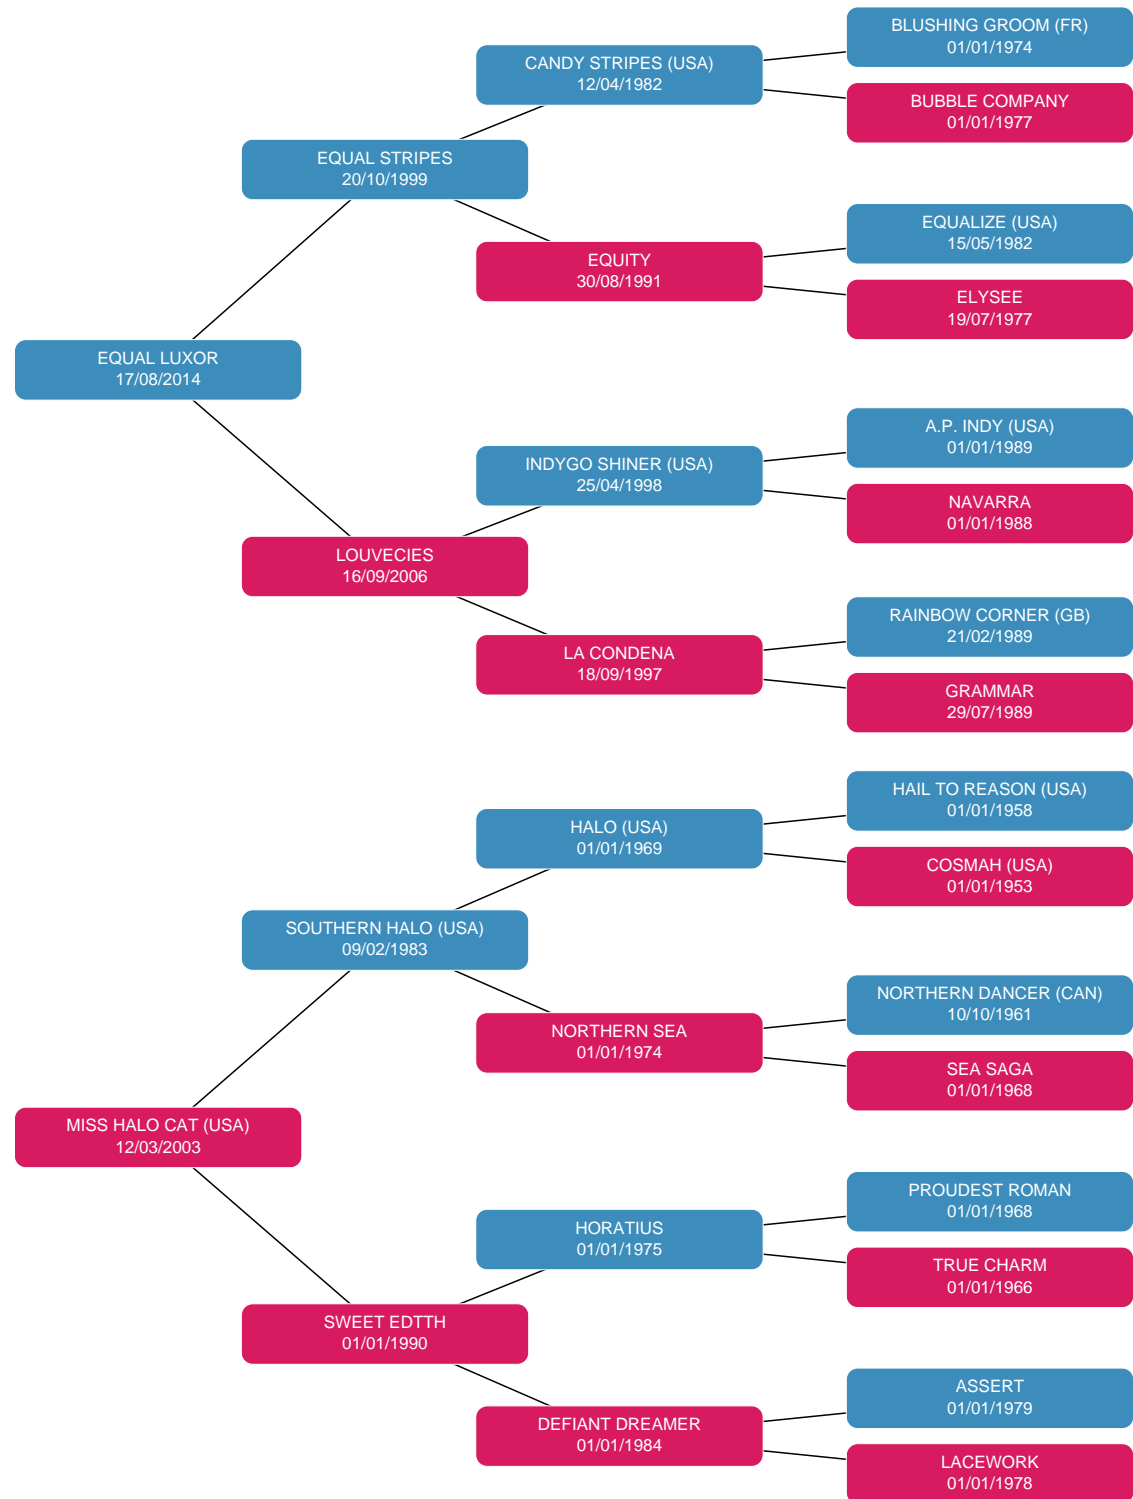 BLUSHING GROOM (FR)
01/01/1974
CANDY STRIPES (USA)
12/04/1982
BUBBLE COMPANY
01/01/1977
EQUAL STRIPES
20/10/1999
EQUALIZE (USA)
15/05/1982
EQUITY
30/08/1991
ELYSEE
19/07/1977
EQUAL LUXOR
17/08/2014
A.P. INDY (USA)
01/01/1989
INDYGO SHINER (USA)
25/04/1998
NAVARRA
01/01/1988
LOUVECIES
16/09/2006
RAINBOW CORNER (GB)
21/02/1989
LA CONDENA
18/09/1997
GRAMMAR
29/07/1989
HAIL TO REASON (USA)
01/01/1958
HALO (USA)
01/01/1969
COSMAH (USA)
01/01/1953
SOUTHERN HALO (USA)
09/02/1983
NORTHERN DANCER (CAN)
10/10/1961
NORTHERN SEA
01/01/1974
SEA SAGA
01/01/1968
MISS HALO CAT (USA)
12/03/2003
PROUDEST ROMAN
01/01/1968
HORATIUS
01/01/1975
TRUE CHARM
01/01/1966
SWEET EDTTH
01/01/1990
ASSERT
01/01/1979
DEFIANT DREAMER
01/01/1984
LACEWORK
01/01/1978